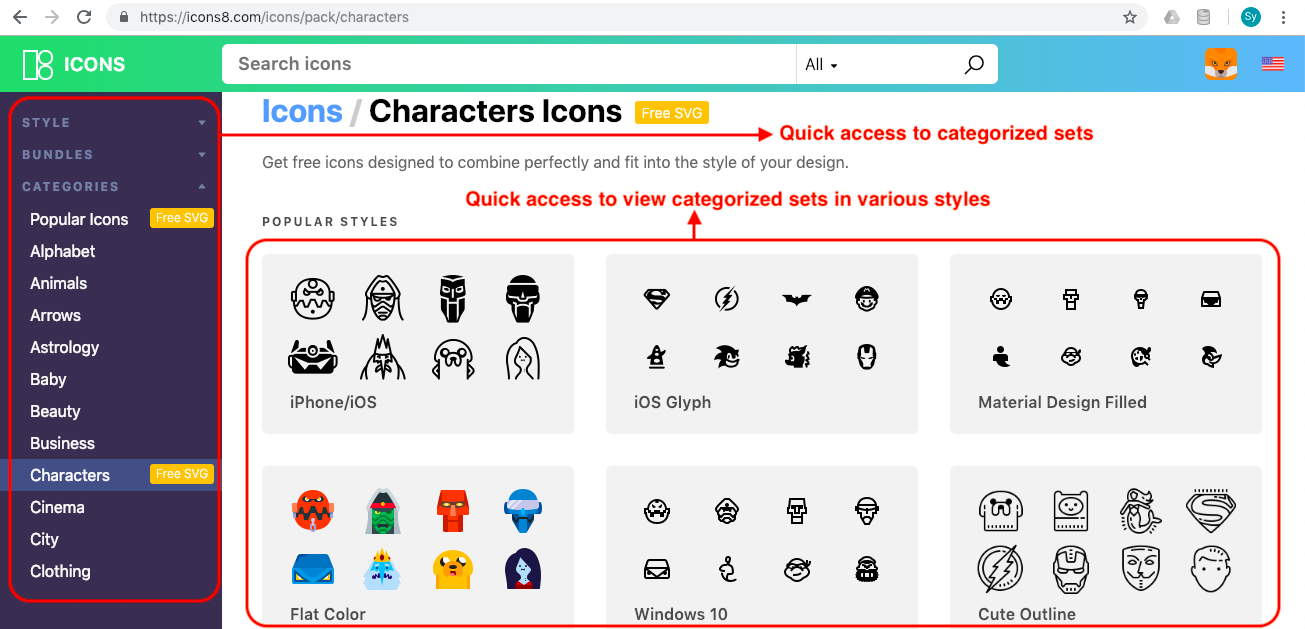 https://icons8.com/icons/pack/characters
Sy
ICONS
Search icons
All
STYLE
BUNDLES
CATEGORIES
Popular Icons Free SVG
Alphabet
Animals
Arrows
Astrology
Baby
Beauty
Business
Characters Free SVG
Cinema
City
Clothing
Icons / Characters Icons Free SVG
Quick access to categorized sets
Get free icons designed to combine perfectly and fit into the style of your design.
Quick access to view categorized sets in various styles
POPULAR STYLES
iPhone/iOS
iOS Glyph
Material Design Filled
Flat Color
Windows 10
Cute Outline